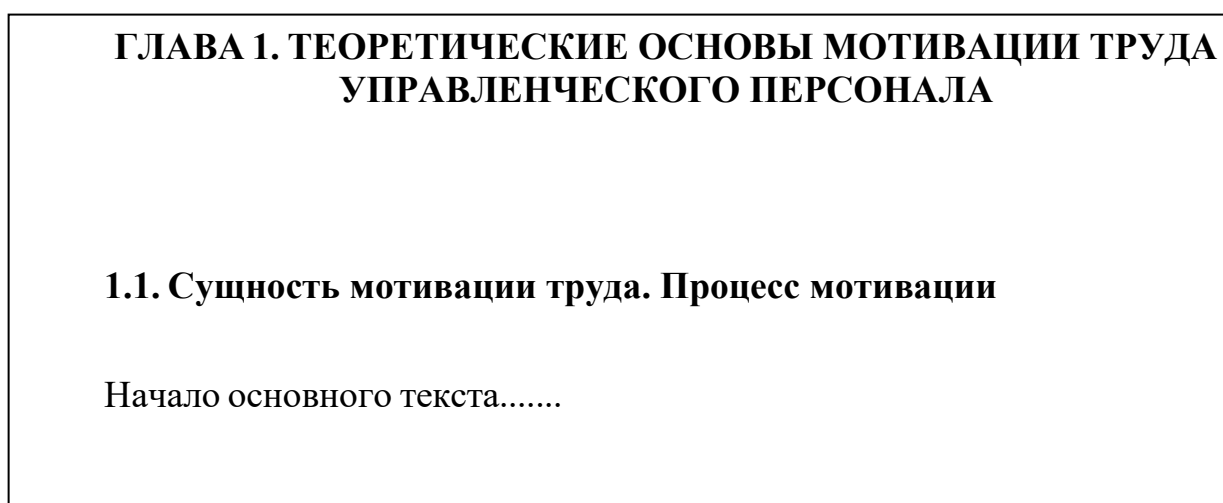 ГЛАВА 1. ТЕОРЕТИЧЕСКИЕ ОСНОВЫ МОТИВАЦИИ ТРУДА
УПРАВЛЕНЧЕСКОГО ПЕРСОНАЛА
1.1. Сущность мотивации труда. Процесс мотивации
Начало основного текста.......